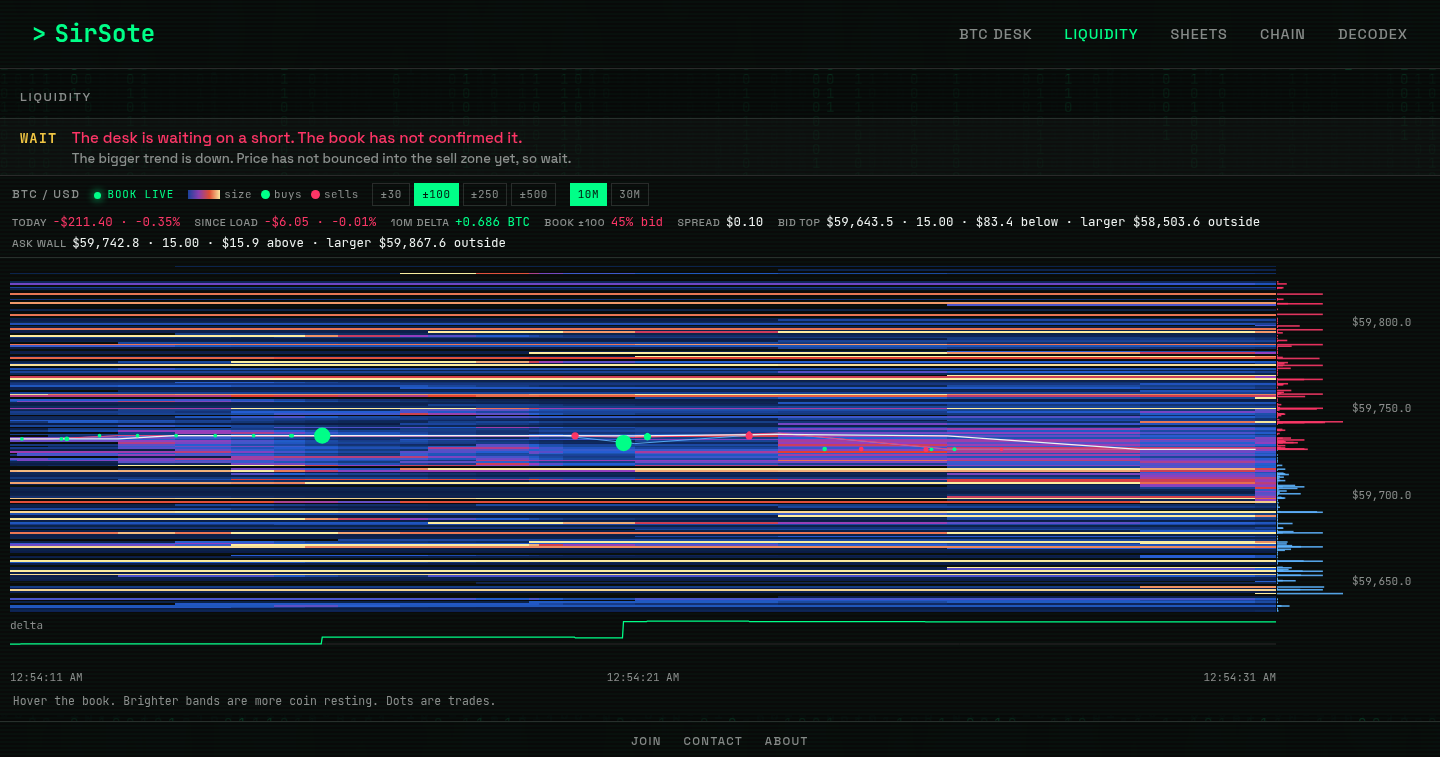 > SirSote
BTC DESK LIQUIDITY SHEETS CHAIN DECODEX
LIQUIDITY
WAIT The desk is waiting on a short. The book has not confirmed it.
The bigger trend is down. Price has not bounced into the sell zone yet, so wait.
BTC / USD BOOK LIVE size buys sells ±30 ±100 ±250 ±500 10M 30M
TODAY -$211.40 · -0.35% SINCE LOAD -$6.05 · -0.01% 10M DELTA +0.686 BTC BOOK ±100 45% bid SPREAD $0.10 BID TOP $59,643.5 · 15.00 · $83.4 below · larger $58,503.6 outside
ASK WALL $59,742.8 · 15.00 · $15.9 above · larger $59,867.6 outside
$59,800.0
$59,750.0
$59,700.0
$59,650.0
delta
12:54:11 AM 12:54:21 AM 12:54:31 AM
Hover the book. Brighter bands are more coin resting. Dots are trades.
JOIN CONTACT ABOUT